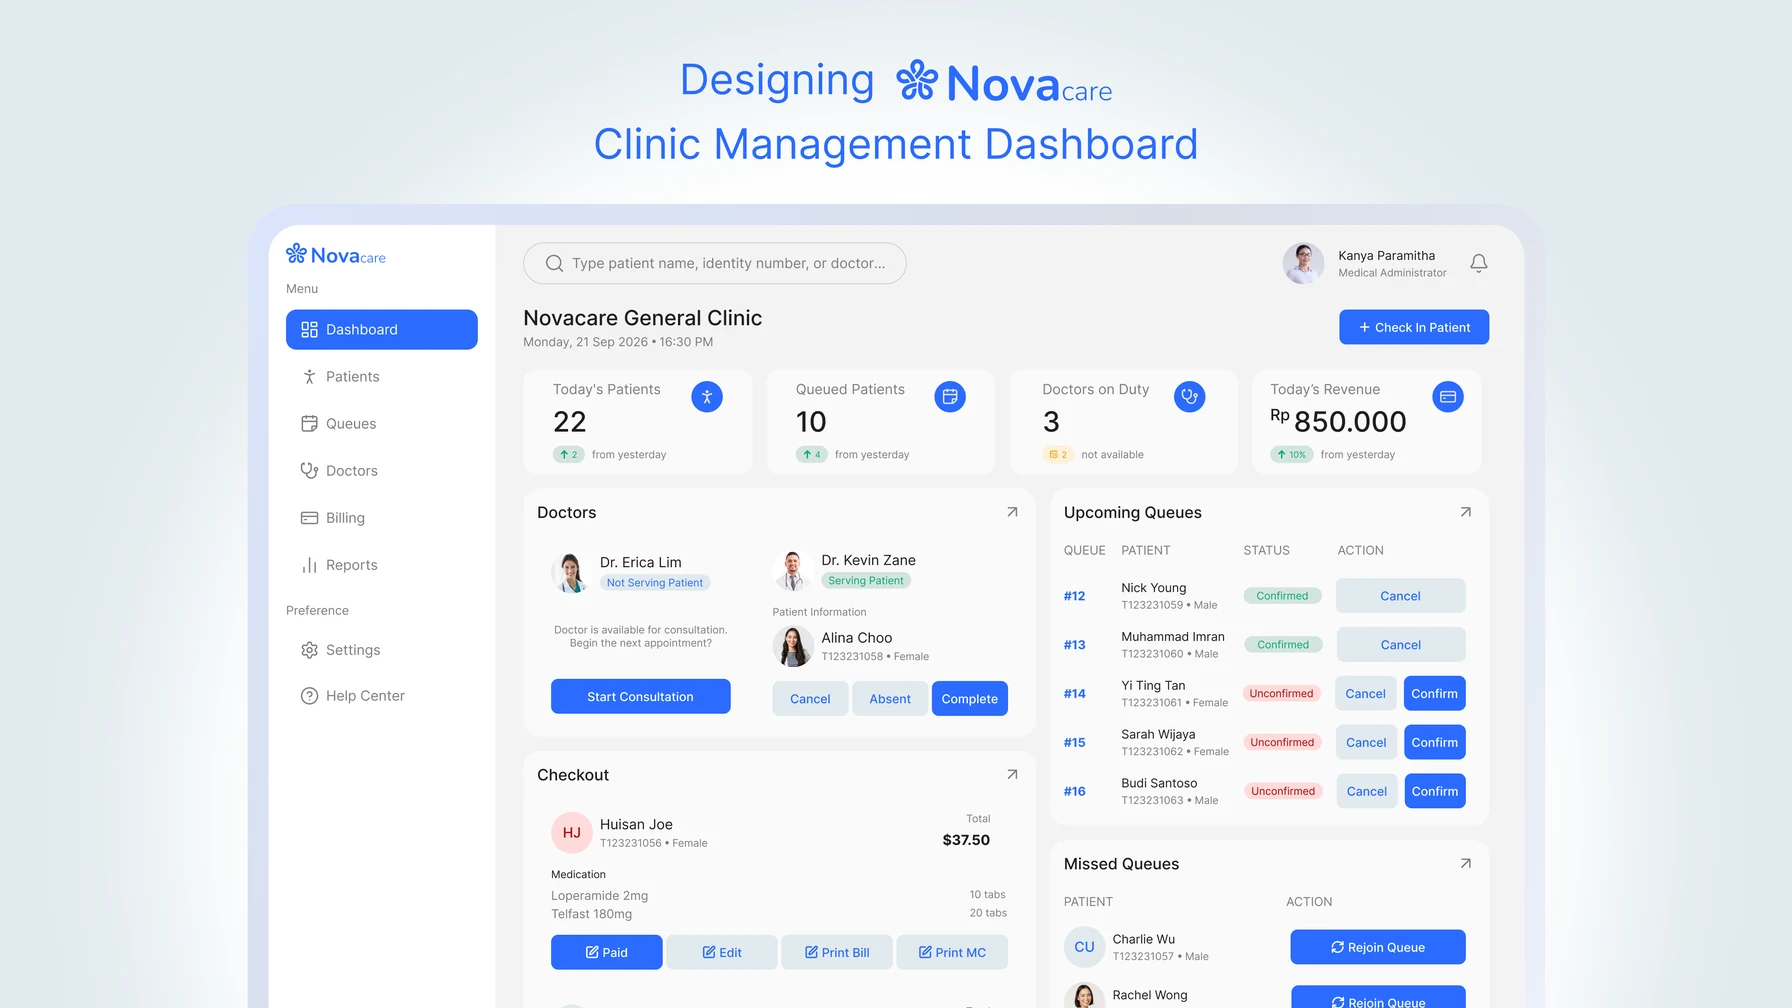 Designing Novacare
Clinic Management Dashboard
Novacare
Menu
Dashboard
Patients
Queues
Doctors
Billing
Reports
Preference
Settings
Help Center
Type patient name, identity number, or doctor...
Kanya Paramitha
Medical Administrator
Novacare General Clinic
Monday, 21 Sep 2026 • 16:30 PM
+ Check In Patient
Today's Patients
22
↑ 2 from yesterday
Queued Patients
10
↑ 4 from yesterday
Doctors on Duty
3
2 not available
Today’s Revenue
Rp 850.000
↑ 10% from yesterday
Doctors
Dr. Erica Lim
Not Serving Patient
Doctor is available for consultation.
Begin the next appointment?
Start Consultation
Dr. Kevin Zane
Serving Patient
Patient Information
Alina Choo
T123231058 • Female
Cancel Absent Complete
Upcoming Queues
QUEUE PATIENT STATUS ACTION
#12 Nick Young Confirmed Cancel
T123231059 • Male
#13 Muhammad Imran Confirmed Cancel
T123231060 • Male
#14 Yi Ting Tan Unconfirmed Cancel Confirm
T123231061 • Female
#15 Sarah Wijaya Unconfirmed Cancel Confirm
T123231062 • Female
#16 Budi Santoso Unconfirmed Cancel Confirm
T123231063 • Male
Checkout
HJ
Huisan Joe
T123231056 • Female
Total
$37.50
Medication
Loperamide 2mg 10 tabs
Telfast 180mg 20 tabs
Paid Edit Print Bill Print MC
Missed Queues
PATIENT ACTION
CU
Charlie Wu
T123231057 • Male
Rejoin Queue
Rachel Wong
Rejoin Queue